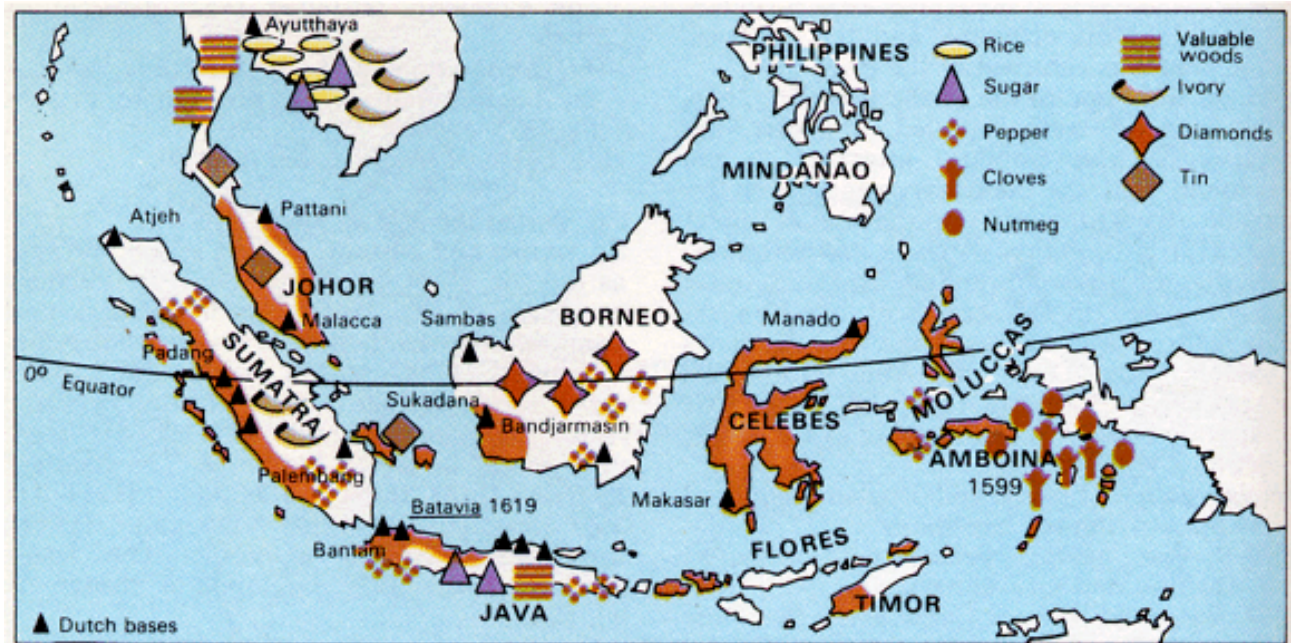 Ayutthaya
PHILIPPINES
Rice
Valuable
woods
Sugar
Ivory
Pepper
Diamonds
MINDANAO
Cloves
Tin
Pattani
Atjeh
Nutmeg
JOHOR
Malacca
Sambas
BORNEO
Manado
Padang
SUMATRA
MOLUCCAS
0° Equator
Sukadana
Bandjarmasin
CELEBES
AMBOINA
1599
Palembang
Makasar
Batavia 1619
Bantam
FLORES
JAVA
TIMOR
Dutch bases